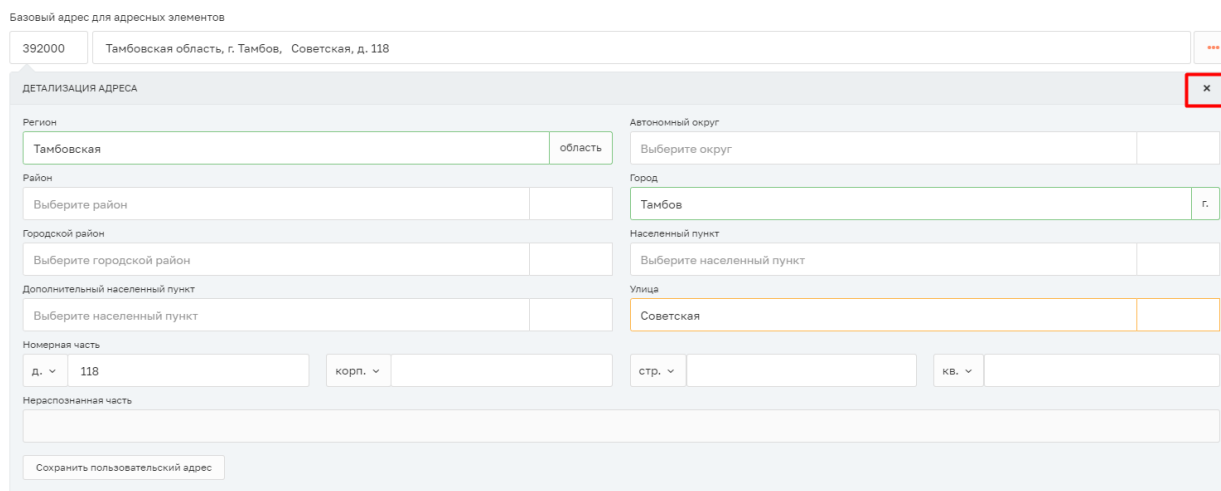 Базовый адрес для адресных элементов
392000 Тамбовская область, г. Тамбов, Советская, д. 118
ДЕТАЛИЗАЦИЯ АДРЕСА
Регион Автономный округ
Тамбовская область Выберите округ
Район Город
Выберите район Тамбов г.
Городской район Населенный пункт
Выберите городской район Выберите населенный пункт
Дополнительный населенный пункт Улица
Выберите населенный пункт Советская
Номерная часть
д. 118 корп. стр. кв.
Нераспознанная часть
Сохранить пользовательский адрес